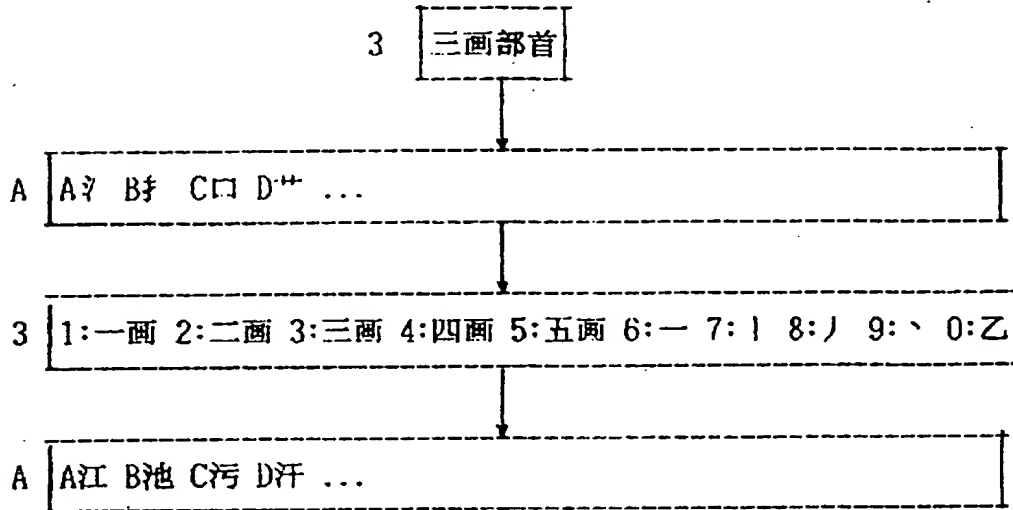 3 三画部首
A A氵 B扌 C口 D艹 ...
3 1:一画 2:二画 3:三画 4:四画 5:五画 6:一 7:丨 8:丿 9:丶 0:乙
A A江 B池 C污 D汗 ...